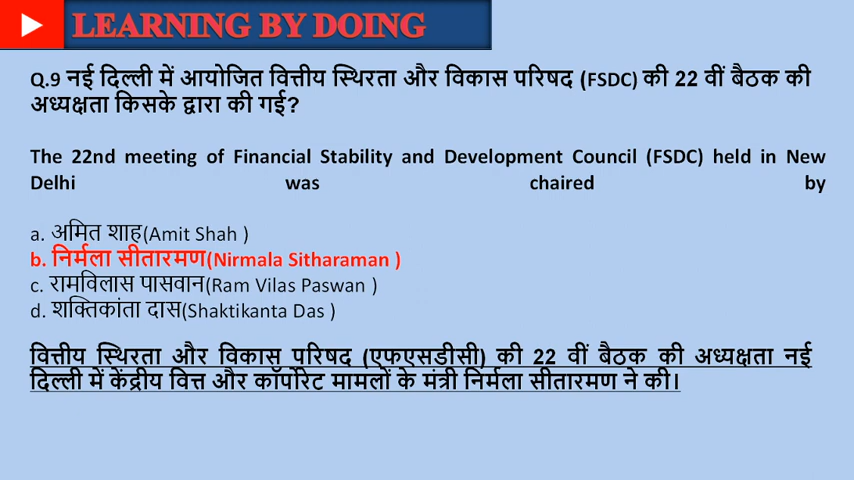 LEARNING BY DOING
Q.9 नई दिल्ली में आयोजित वित्तीय स्थिरता और विकास परिषद (FSDC) की 22 वीं बैठक की
अध्यक्षता किसके द्वारा की गई?
The 22nd meeting of Financial Stability and Development Council (FSDC) held in New
Delhi was chaired by
a. अमित शाह(Amit Shah )
b. निर्मला सीतारमण(Nirmala Sitharaman )
c. रामविलास पासवान(Ram Vilas Paswan )
d. शक्तिकांता दास(Shaktikanta Das )
वित्तीय स्थिरता और विकास परिषद (एफएसडीसी) की 22 वीं बैठक की अध्यक्षता नई
दिल्ली में केंद्रीय वित्त और कॉर्पोरेट मामलों के मंत्री निर्मला सीतारमण ने की।